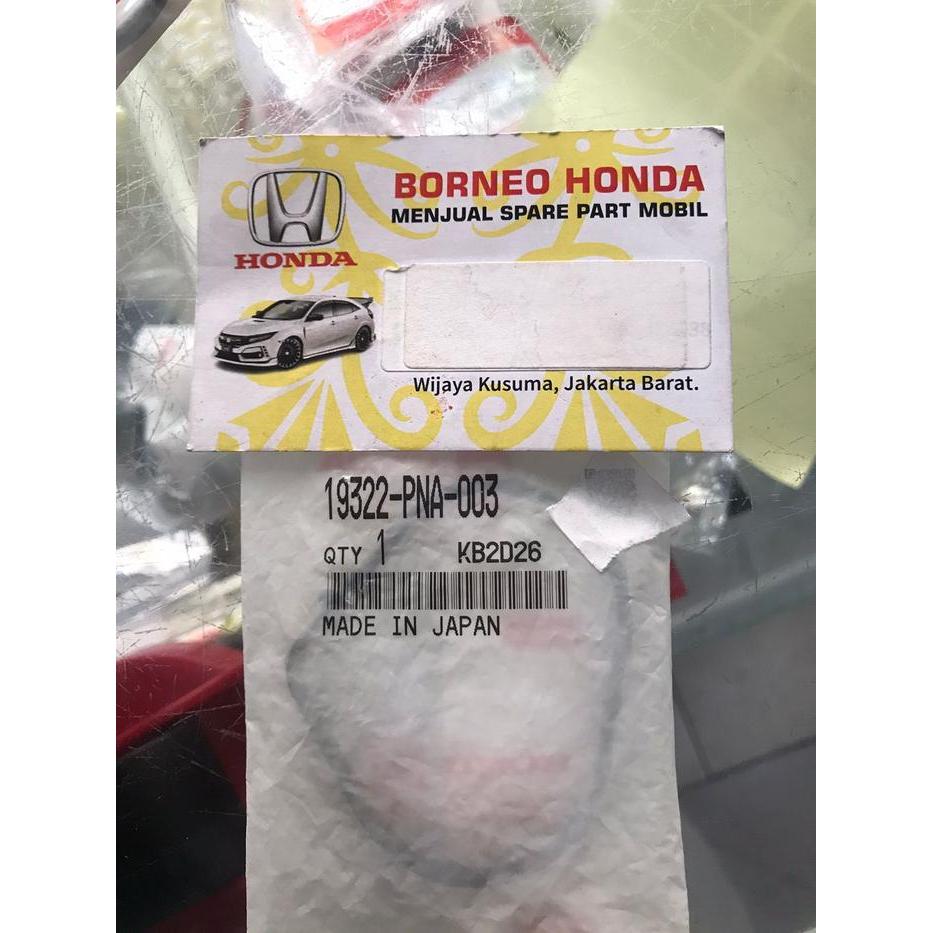 BORNEO HONDA
MENJUAL SPARE PART MOBIL
HONDA
Wijaya Kusuma, Jakarta Barat.
19322-PNA-003
QTY 1 KB2D26
MADE IN JAPAN